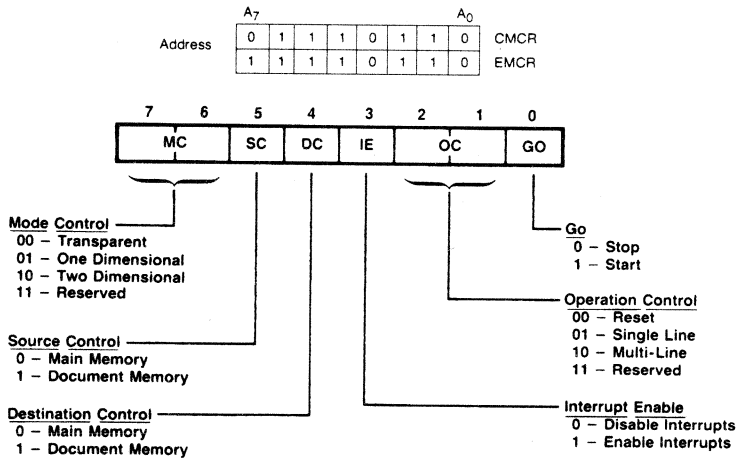 A7 A0
Address
0 1 1 1 0 1 1 0 CMCR
1 1 1 1 0 1 1 0 EMCR
7 6 5 4 3 2 1 0
MC SC DC IE OC GO
Mode Control
00 – Transparent
01 – One Dimensional
10 – Two Dimensional
11 – Reserved
Source Control
0 – Main Memory
1 – Document Memory
Destination Control
0 – Main Memory
1 – Document Memory
Go
0 – Stop
1 – Start
Operation Control
00 – Reset
01 – Single Line
10 – Multi-Line
11 – Reserved
Interrupt Enable
0 – Disable Interrupts
1 – Enable Interrupts